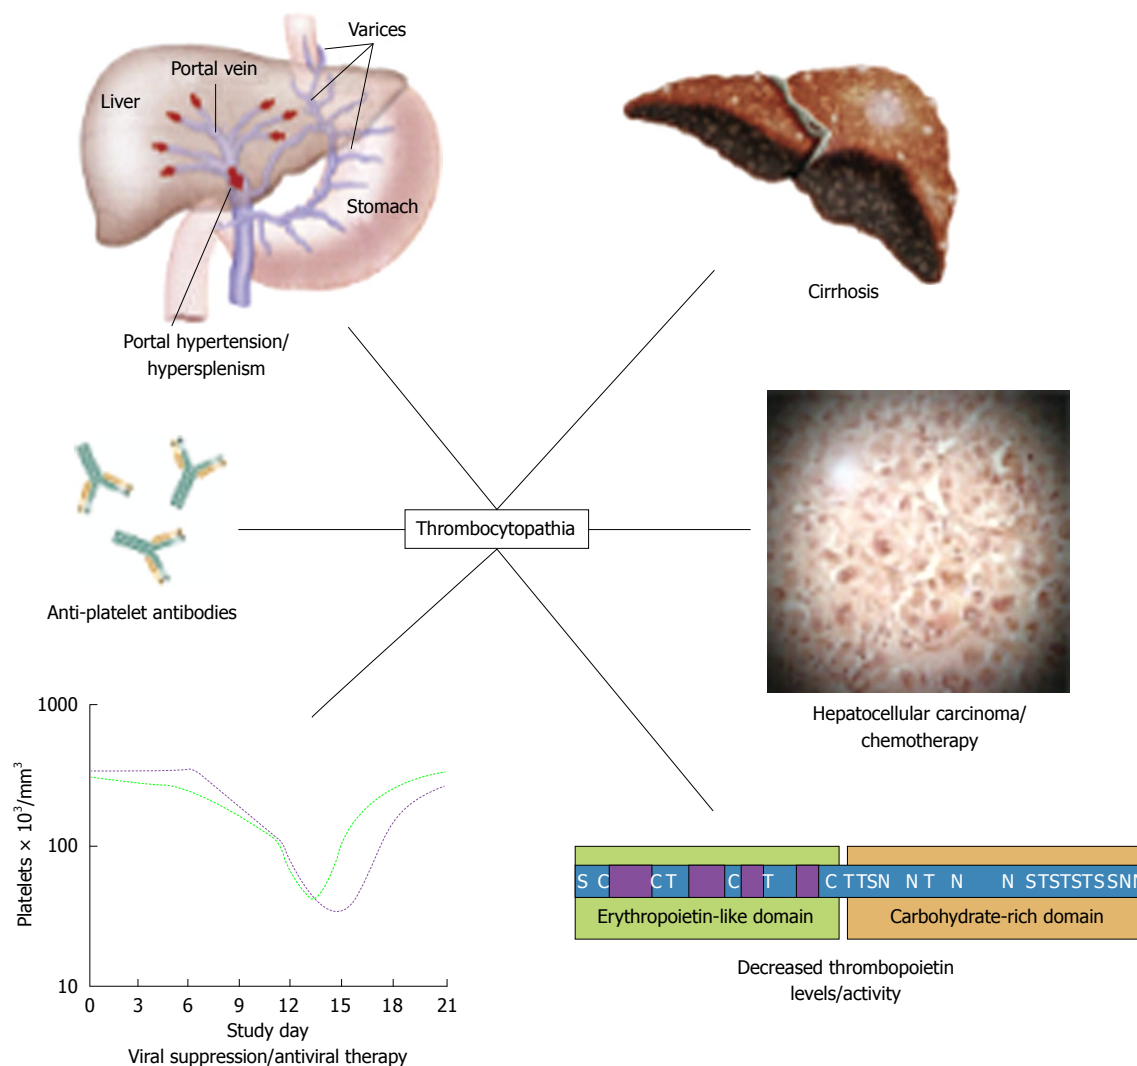 Varices
Portal vein
Liver
Stomach
Portal hypertension/
hypersplenism
Cirrhosis
Anti-platelet antibodies
Thrombocytopathia
Hepatocellular carcinoma/
chemotherapy
1000
100
10
Platelets × 10³/mm³
0 3 6 9 12 15 18 21
Study day
Viral suppression/antiviral therapy
S C C T C T C T T S N N T N N S T S T S T S S N N
Erythropoietin-like domain
Carbohydrate-rich domain
Decreased thrombopoietin
levels/activity